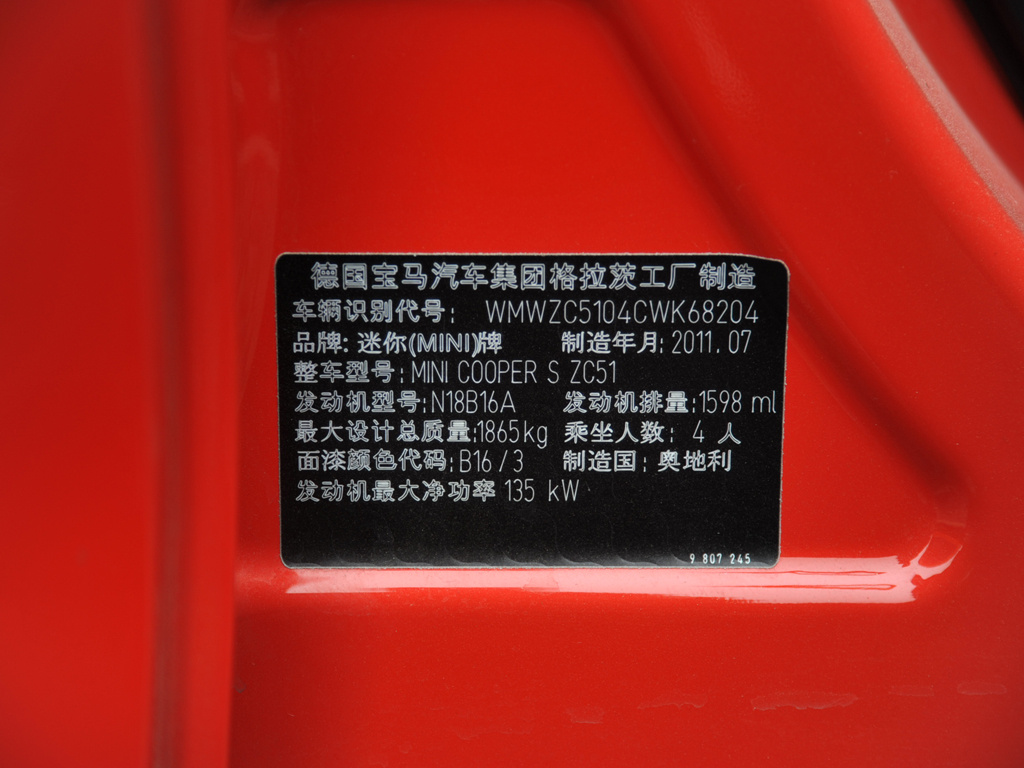 德国宝马汽车集团格拉茨工厂制造
车辆识别代号: WMWZC5104CWK68204
品牌: 迷你(MINI)牌 制造年月: 2011.07
整车型号: MINI COOPER S ZC51
发动机型号:N18B16A 发动机排量:1598 ml
最大设计总质量:1865kg 乘坐人数: 4 人
面漆颜色代码:B16/3 制造国: 奥地利
发动机最大净功率 135 kW
9 807 245